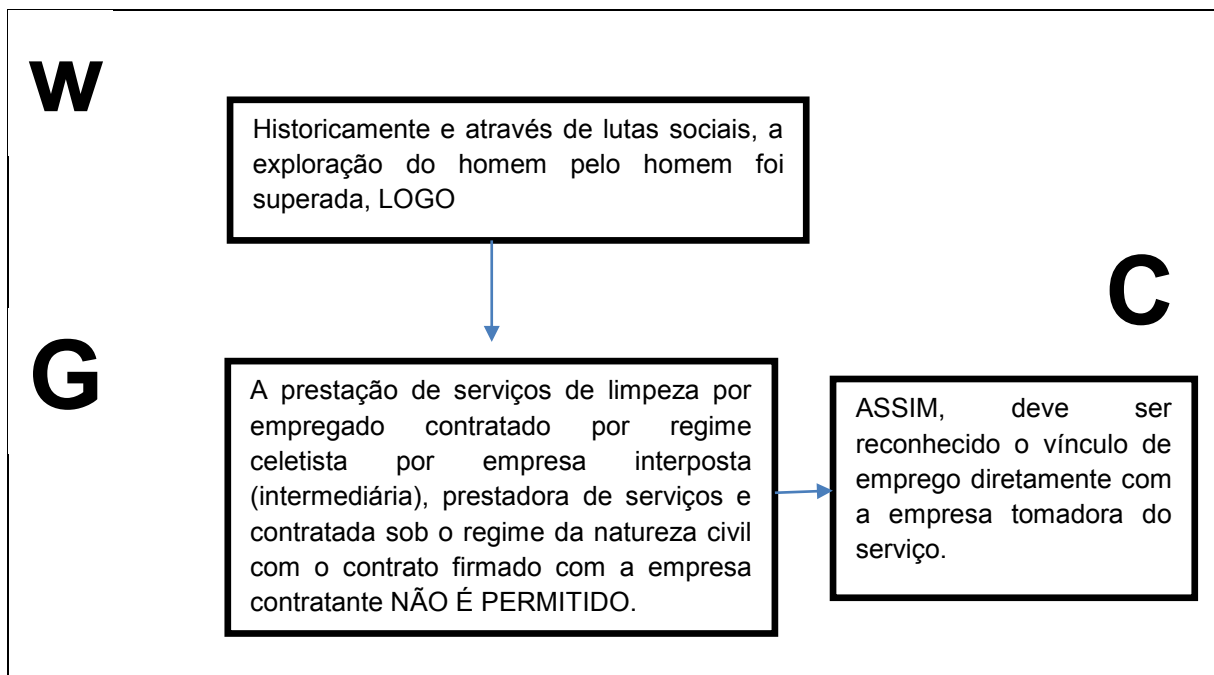 W
Historicamente e através de lutas sociais, a
exploração do homem pelo homem foi
superada, LOGO
C
G
A prestação de serviços de limpeza por
empregado contratado por regime
celetista por empresa interposta
(intermediária), prestadora de serviços e
contratada sob o regime da natureza civil
com o contrato firmado com a empresa
contratante NÃO É PERMITIDO.
ASSIM, deve ser
reconhecido o vínculo de
emprego diretamente com
a empresa tomadora do
serviço.